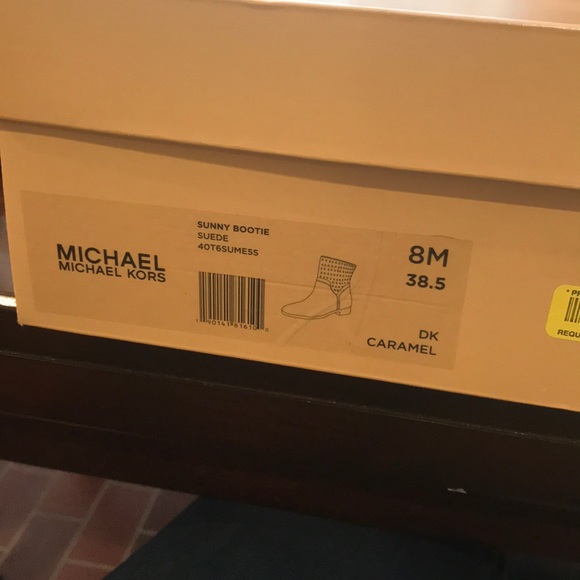 SUNNY BOOTIE
SUEDE
40T6SUMESS
MICHAEL
MICHAEL KORS
8M
38.5
DK
CARAMEL